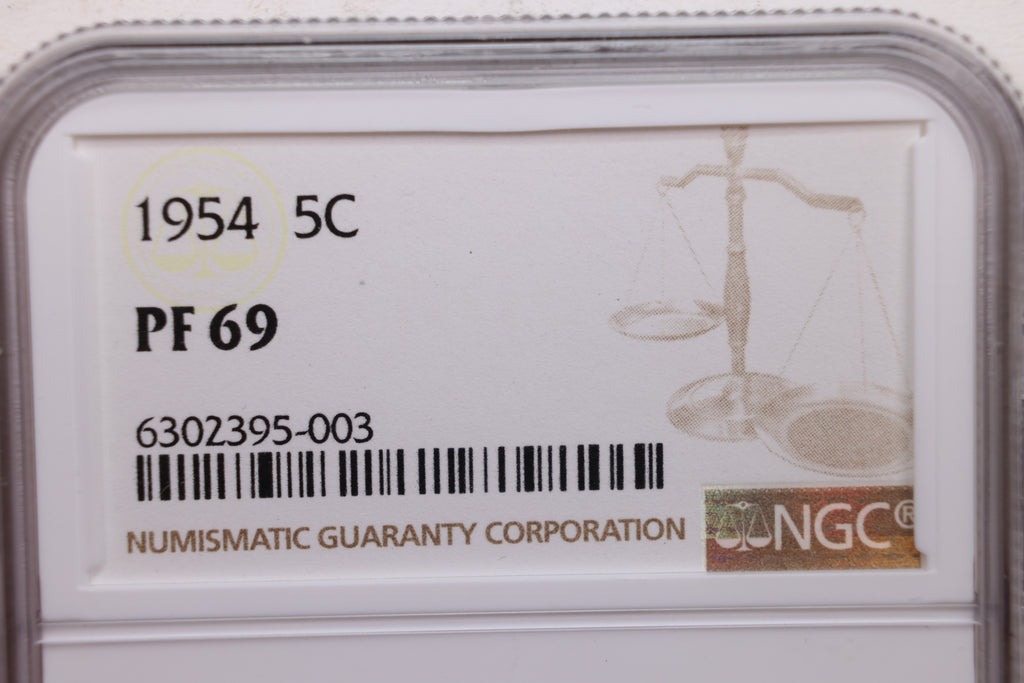 1954 5C
PF 69
6302395-003
NUMISMATIC GUARANTY CORPORATION
NGC®